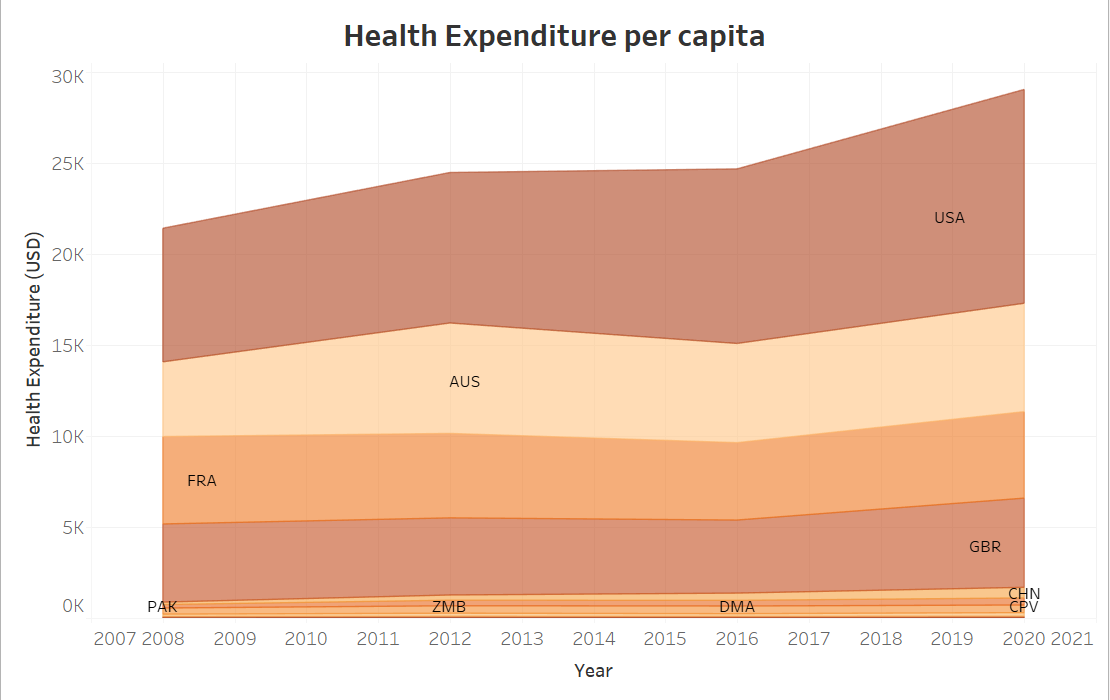 Health Expenditure per capita
30K
25K
20K
15K
10K
5K
0K
Health Expenditure (USD)
USA
AUS
FRA
GBR
CHN
PAK ZMB DMA CPV
2007 2008 2009 2010 2011 2012 2013 2014 2015 2016 2017 2018 2019 2020 2021
Year